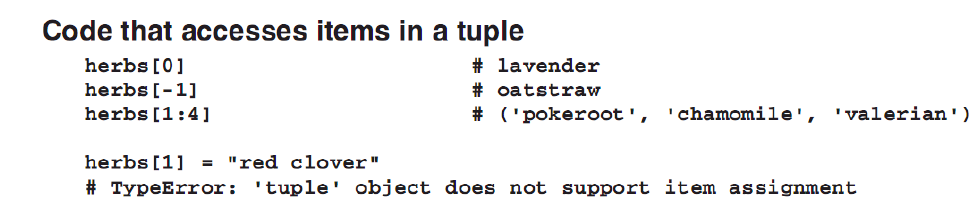 Code that accesses items in a tuple
herbs[0] # lavender
herbs[-1] # oatstraw
herbs[1:4] # ('pokeroot', 'chamomile', 'valerian')
herbs[1] = "red clover"
# TypeError: 'tuple' object does not support item assignment